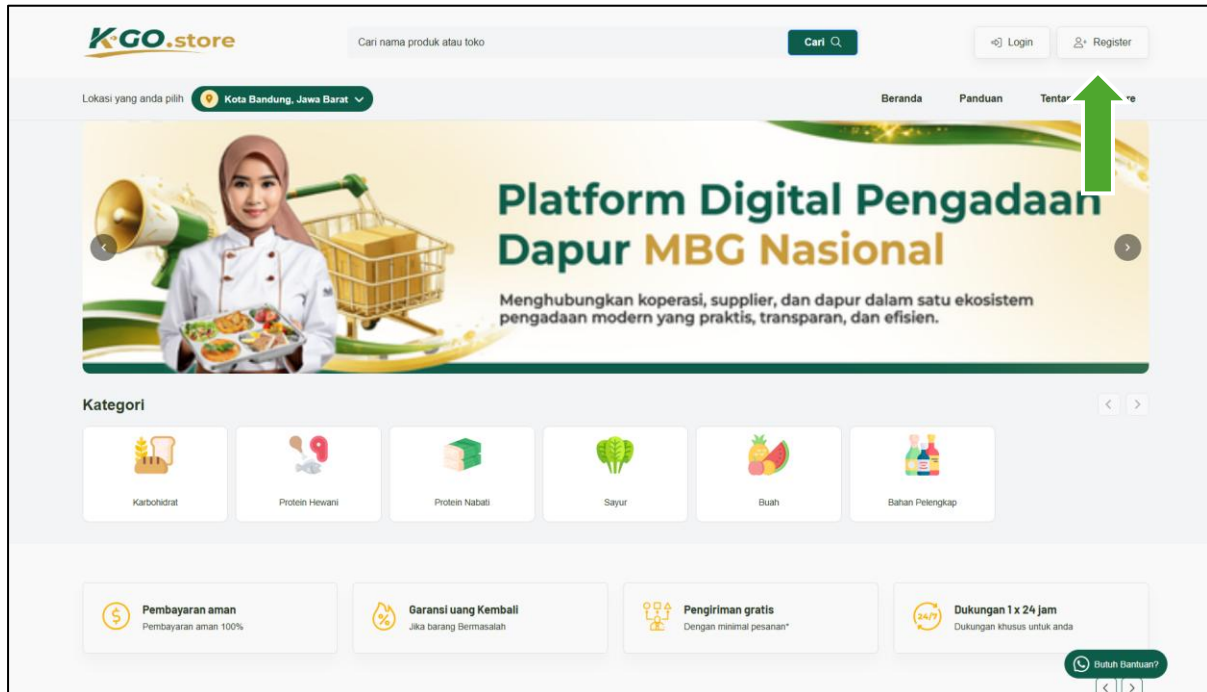 K-GO.store
Cari nama produk atau toko
Cari
Login
Register
Lokasi yang anda pilih
Kota Bandung, Jawa Barat
Beranda
Panduan
Platform Digital Pengadaan
Dapur MBG Nasional
Menghubungkan koperasi, supplier, dan dapur dalam satu ekosistem
pengadaan modern yang praktis, transparan, dan efisien.
Kategori
Karbohidrat
Protein Hewani
Protein Nabati
Sayur
Buah
Bahan Pelengkap
Pembayaran aman
Pembayaran aman 100%
Garansi uang Kembali
Jika barang Bermasalah
Pengiriman gratis
Dengan minimal pesanan*
24/7
Dukungan 1 x 24 jam
Dukungan khusus untuk anda
Butuh Bantuan?